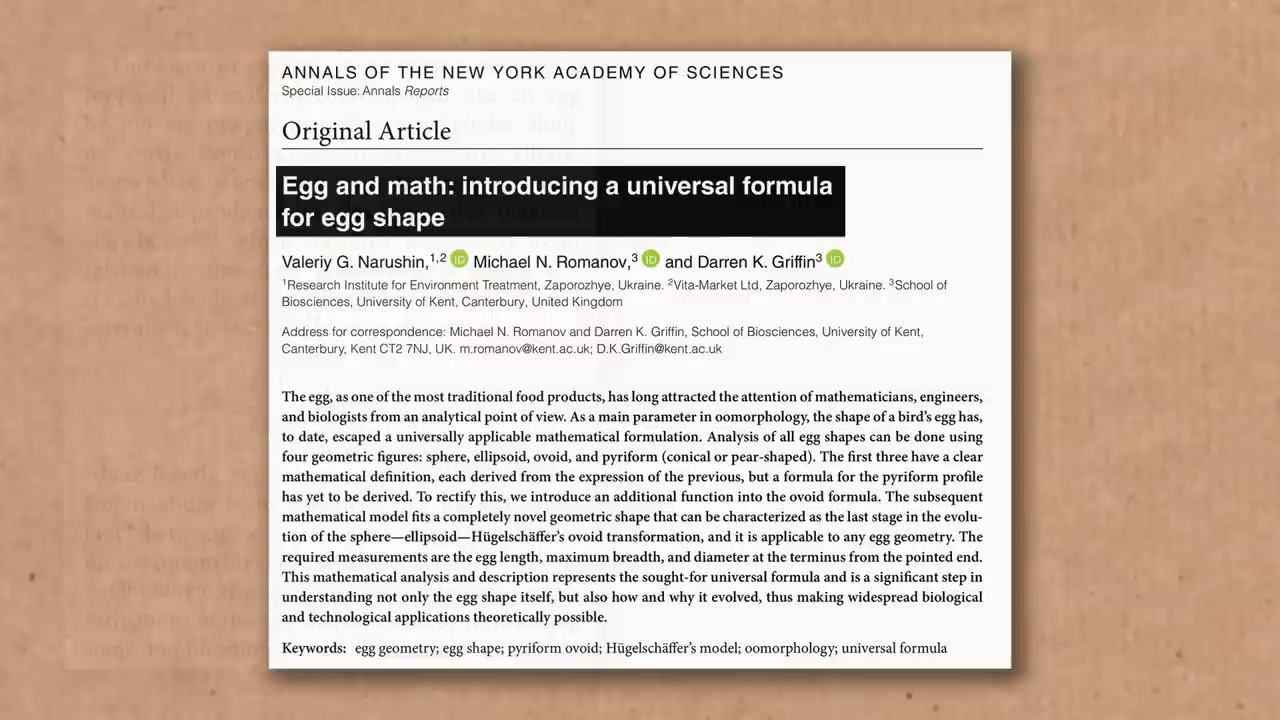 ANNALS OF THE NEW YORK ACADEMY OF SCIENCES
Special Issue: Annals Reports
Original Article
Egg and math: introducing a universal formula
for egg shape
Valeriy G. Narushin,1,2 iD Michael N. Romanov,3 iD and Darren K. Griffin3 iD
1Research Institute for Environment Treatment, Zaporozhye, Ukraine. 2Vita-Market Ltd, Zaporozhye, Ukraine. 3School of
Biosciences, University of Kent, Canterbury, United Kingdom
Address for correspondence: Michael N. Romanov and Darren K. Griffin, School of Biosciences, University of Kent,
Canterbury, Kent CT2 7NJ, UK. m.romanov@kent.ac.uk; D.K.Griffin@kent.ac.uk
The egg, as one of the most traditional food products, has long attracted the attention of mathematicians, engineers,
and biologists from an analytical point of view. As a main parameter in oomorphology, the shape of a bird's egg has,
to date, escaped a universally applicable mathematical formulation. Analysis of all egg shapes can be done using
four geometric figures: sphere, ellipsoid, ovoid, and pyriform (conical or pear-shaped). The first three have a clear
mathematical definition, each derived from the expression of the previous, but a formula for the pyriform profile
has yet to be derived. To rectify this, we introduce an additional function into the ovoid formula. The subsequent
mathematical model fits a completely novel geometric shape that can be characterized as the last stage in the evolu-
tion of the sphere—ellipsoid—Hügelschäffer's ovoid transformation, and it is applicable to any egg geometry. The
required measurements are the egg length, maximum breadth, and diameter at the terminus from the pointed end.
This mathematical analysis and description represents the sought-for universal formula and is a significant step in
understanding not only the egg shape itself, but also how and why it evolved, thus making widespread biological
and technological applications theoretically possible.
Keywords: egg geometry; egg shape; pyriform ovoid; Hügelschäffer's model; oomorphology; universal formula